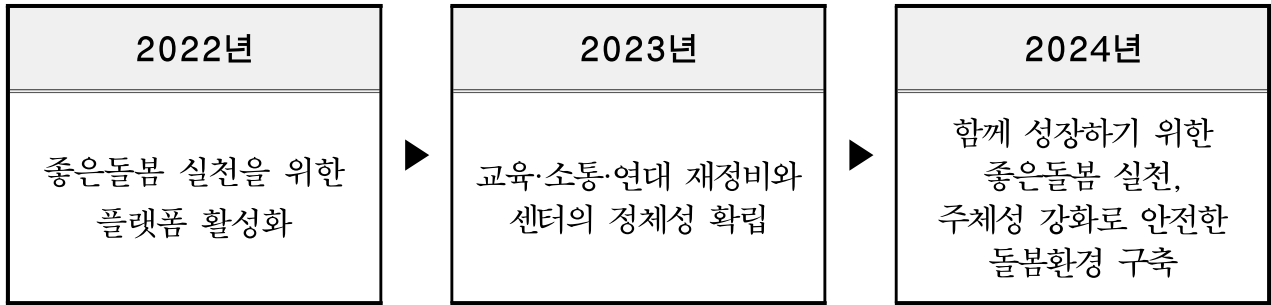 2022년
좋은돌봄 실천을 위한
플랫폼 활성화
▶
2023년
교육·소통·연대 재정비와
센터의 정체성 확립
▶
2024년
함께 성장하기 위한
좋은돌봄 실천,
주체성 강화로 안전한
돌봄환경 구축